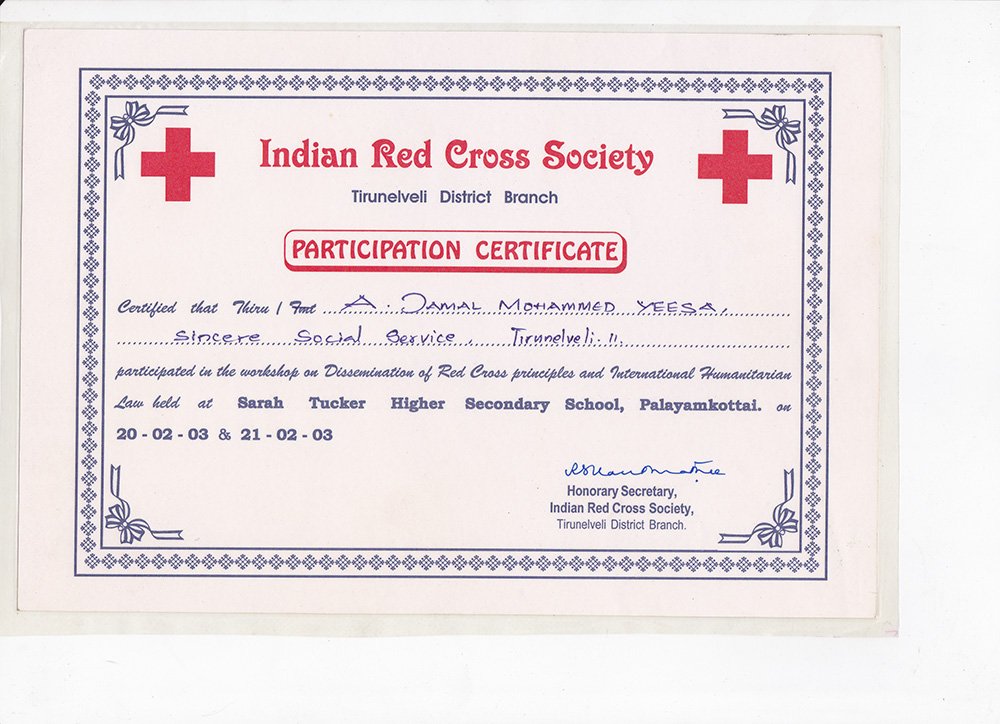 Indian Red Cross Society
Tirunelveli District Branch
PARTICIPATION CERTIFICATE
Certified that Thiru / Tmt A. JAMAL MOHAMMED YEESA,
Sincere Social Service, Tirunelveli. 11.
participated in the workshop on Dissemination of Red Cross principles and International Humanitarian
Law held at Sarah Tucker Higher Secondary School, Palayamkottai. on
20 - 02 - 03 & 21 - 02 - 03
Honorary Secretary,
Indian Red Cross Society,
Tirunelveli District Branch.